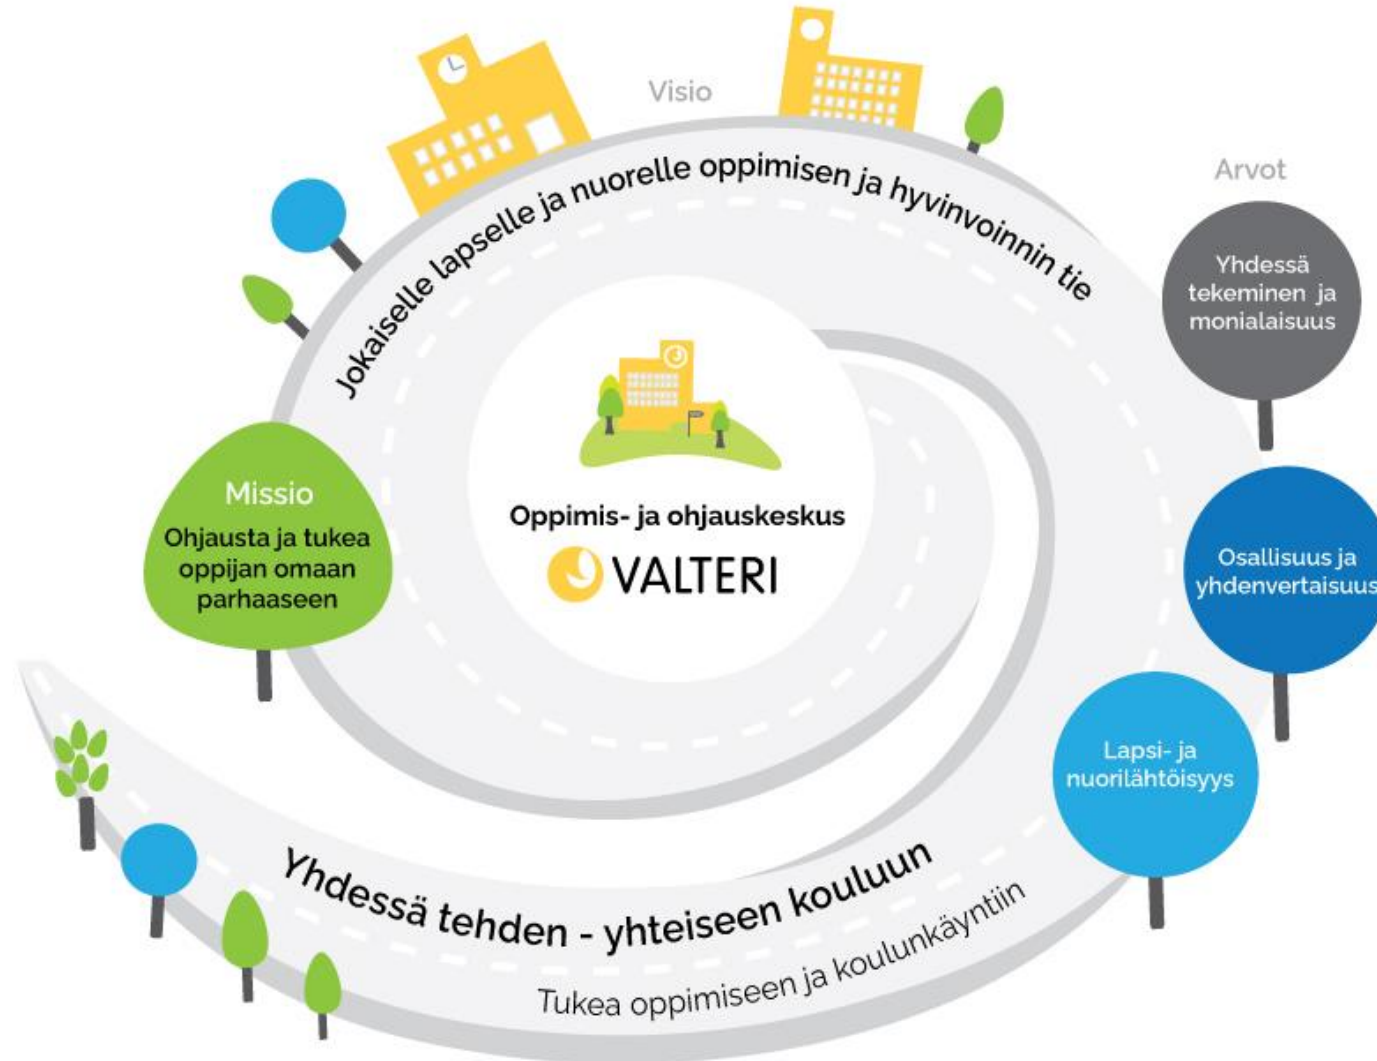 Visio
Jokaiselle lapselle ja nuorelle oppimisen ja hyvinvoinnin tie
Arvot
Yhdessä
tekeminen ja
monialaisuus
Missio
Ohjausta ja tukea
oppijan omaan
parhaaseen
Oppimis- ja ohjauskeskus
VALTERI
Osallisuus ja
yhdenvertaisuus
Lapsi- ja
nuorilähtöisyys
Yhdessä tehden - yhteiseen kouluun
Tukea oppimiseen ja koulunkäyntiin